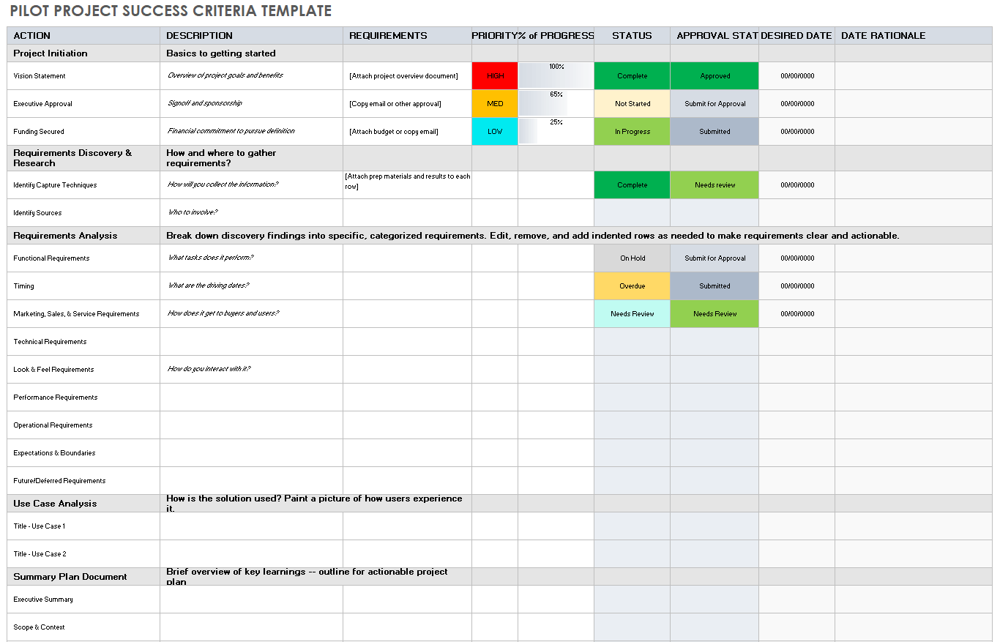 PILOT PROJECT SUCCESS CRITERIA TEMPLATE
ACTION DESCRIPTION REQUIREMENTS PRIORITY % of PROGRESS STATUS APPROVAL STAT DESIRED DATE DATE RATIONALE
Project Initiation Basics to getting started
Vision Statement Overview of project goals and benefits [Attach project overview document] HIGH 100% Complete Approved 00/00/0000
Executive Approval Signoff and sponsorship [Copy email or other approval] MED 65% Not Started Submit for Approval 00/00/0000
Funding Secured Financial commitment to pursue definition [Attach budget or copy email] LOW 25% In Progress Submitted 00/00/0000
Requirements Discovery & How and where to gather
Research requirements?
Identify Capture Techniques How will you collect the information? [Attach prep materials and results to each
row] Complete Needs review 00/00/0000
Identify Sources Who to involve?
Requirements Analysis Break down discovery findings into specific, categorized requirements. Edit, remove, and add indented rows as needed to make requirements clear and actionable.
Functional Requirements What tasks does it perform? On Hold Submit for Approval 00/00/0000
Timing What are the driving dates? Overdue Submitted 00/00/0000
Marketing, Sales, & Service Requirements How does it get to buyers and users? Needs Review Needs Review 00/00/0000
Technical Requirements
Look & Feel Requirements How do you interact with it?
Performance Requirements
Operational Requirements
Expectations & Boundaries
Future/Deferred Requirements
Use Case Analysis How is the solution used? Paint a picture of how users experience
it.
Title - Use Case 1
Title - Use Case 2
Summary Plan Document Brief overview of key learnings -- outline for actionable project
plan
Executive Summary
Scope & Context